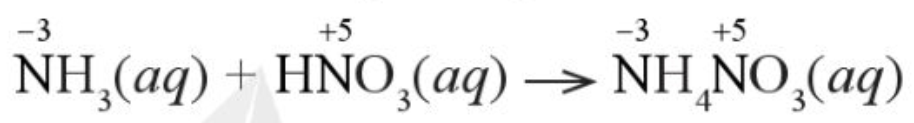 −3 +5 −3 +5
NH₃(aq) + HNO₃(aq) ⟶ NH₄NO₃(aq)